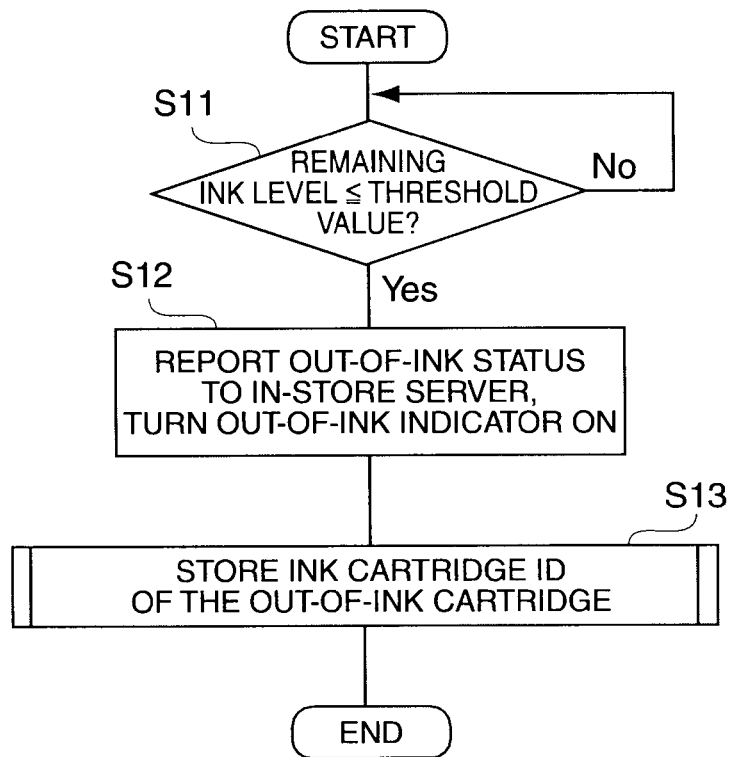 START
S11
REMAINING
INK LEVEL ≦ THRESHOLD
VALUE?
No
Yes
S12
REPORT OUT-OF-INK STATUS
TO IN-STORE SERVER,
TURN OUT-OF-INK INDICATOR ON
S13
STORE INK CARTRIDGE ID
OF THE OUT-OF-INK CARTRIDGE
END